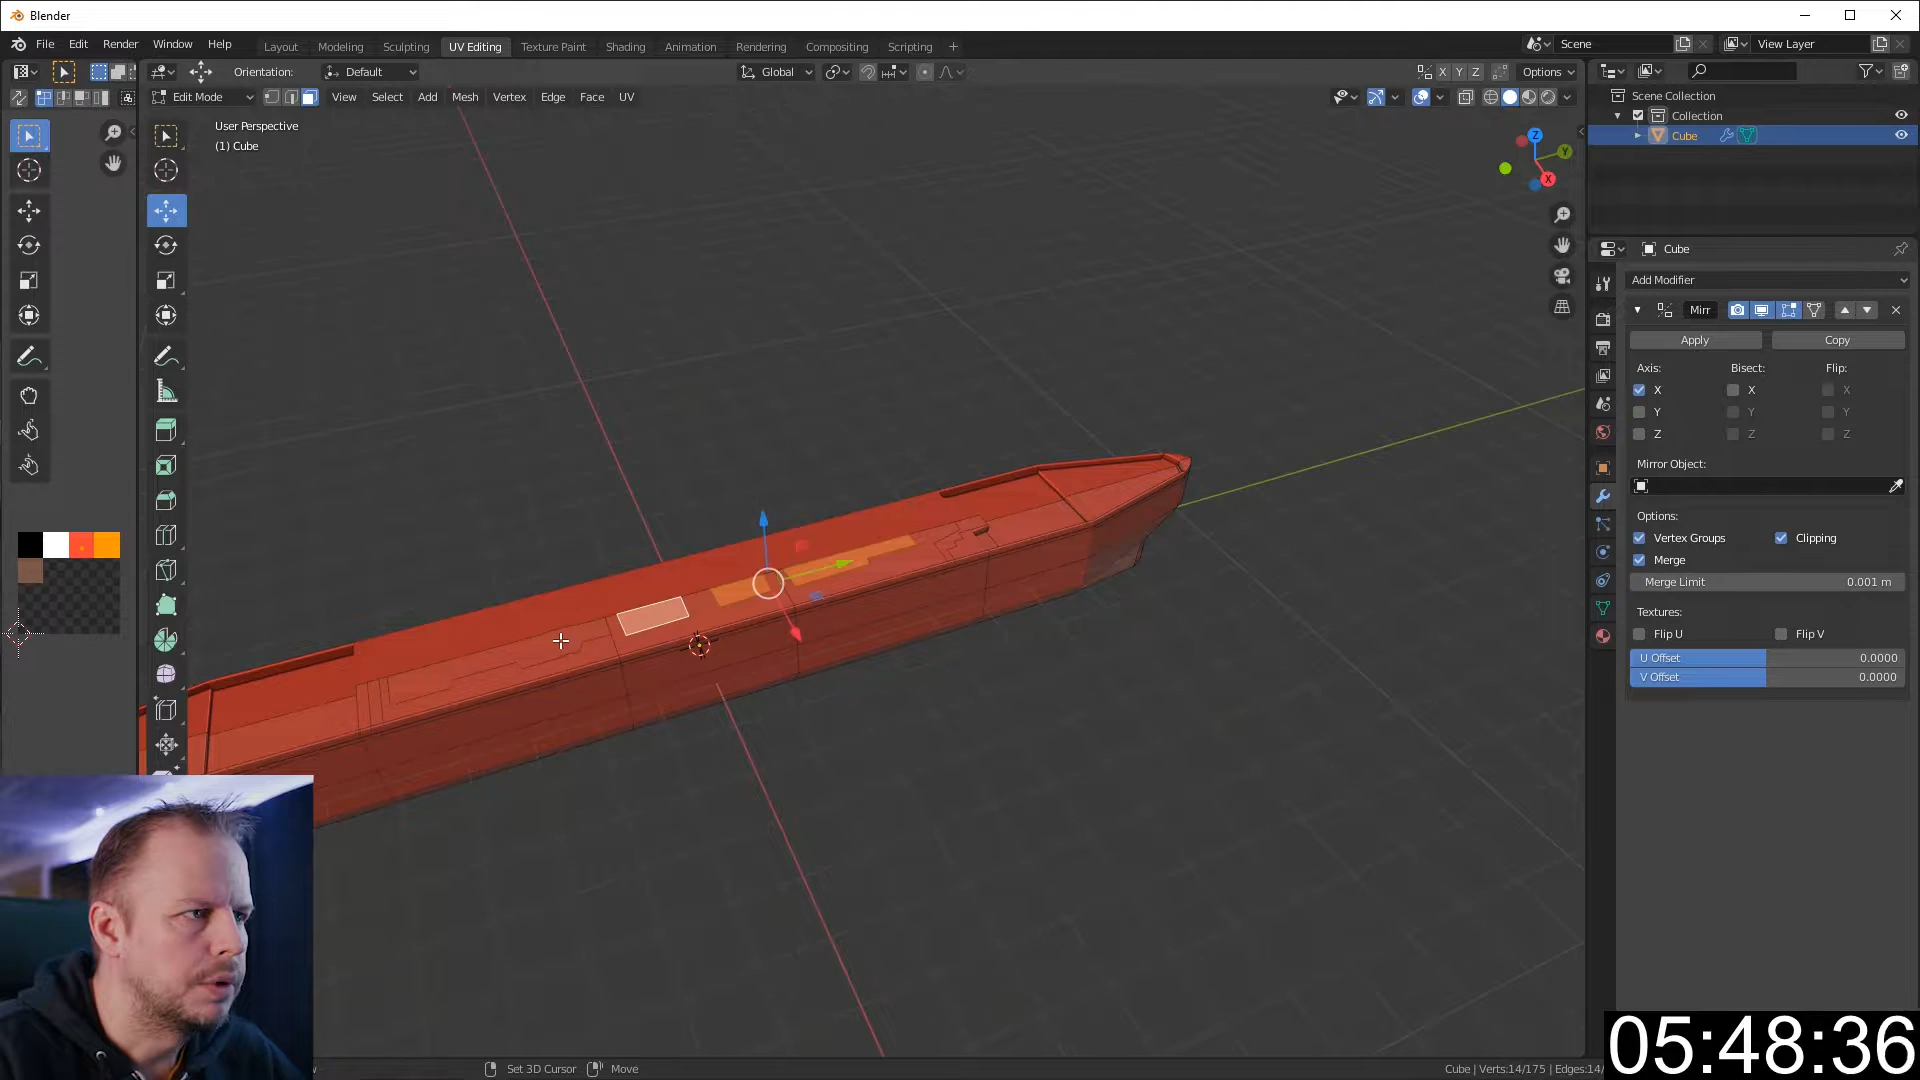 Blender
File Edit Render Window Help
Layout Modeling Sculpting UV Editing Texture Paint Shading Animation Rendering Compositing Scripting +
Scene
View Layer
Orientation: Default
Global
X Y Z
Options
Edit Mode View Select Add Mesh Vertex Edge Face UV
User Perspective
(1) Cube
Z
Y
X
Scene Collection
Collection
Cube
Cube
Add Modifier
Mirr
Apply Copy
Axis: Bisect: Flip:
X X X
Y Y Y
Z Z Z
Mirror Object:
Options:
Vertex Groups Clipping
Merge
Merge Limit 0.001 m
Textures:
Flip U Flip V
U Offset 0.0000
V Offset 0.0000
Set 3D Cursor Move
Cube | Verts:14/175 | Edges:14/
05:48:36